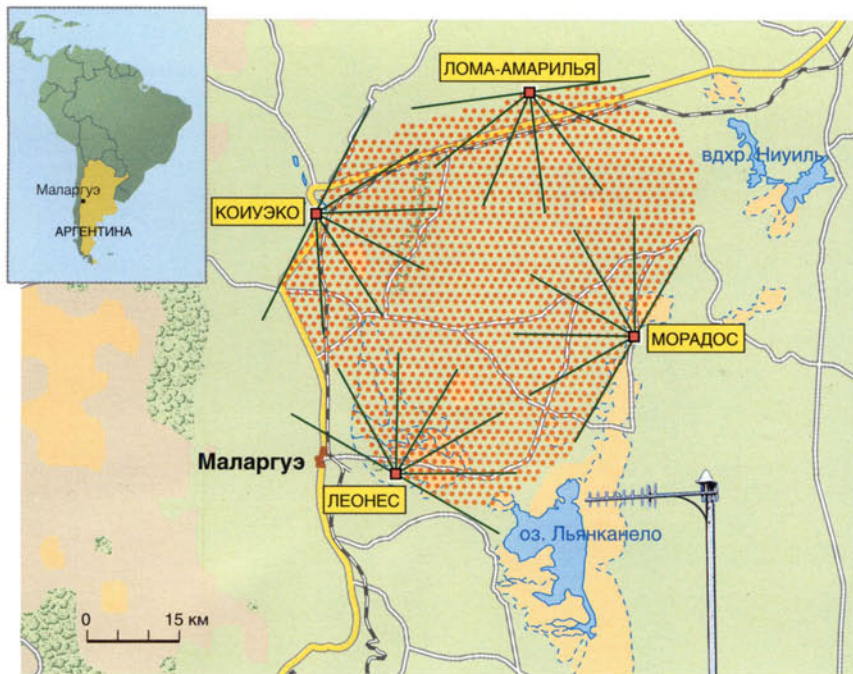 ЛОМА-АМАРИЛЬЯ
вдхр. Ниуиль
Маларгуэ
КОИУЭКО
АРГЕНТИНА
МОРАДОС
Маларгуэ
ЛЕОНЕС
оз. Льянканело
0 15 км